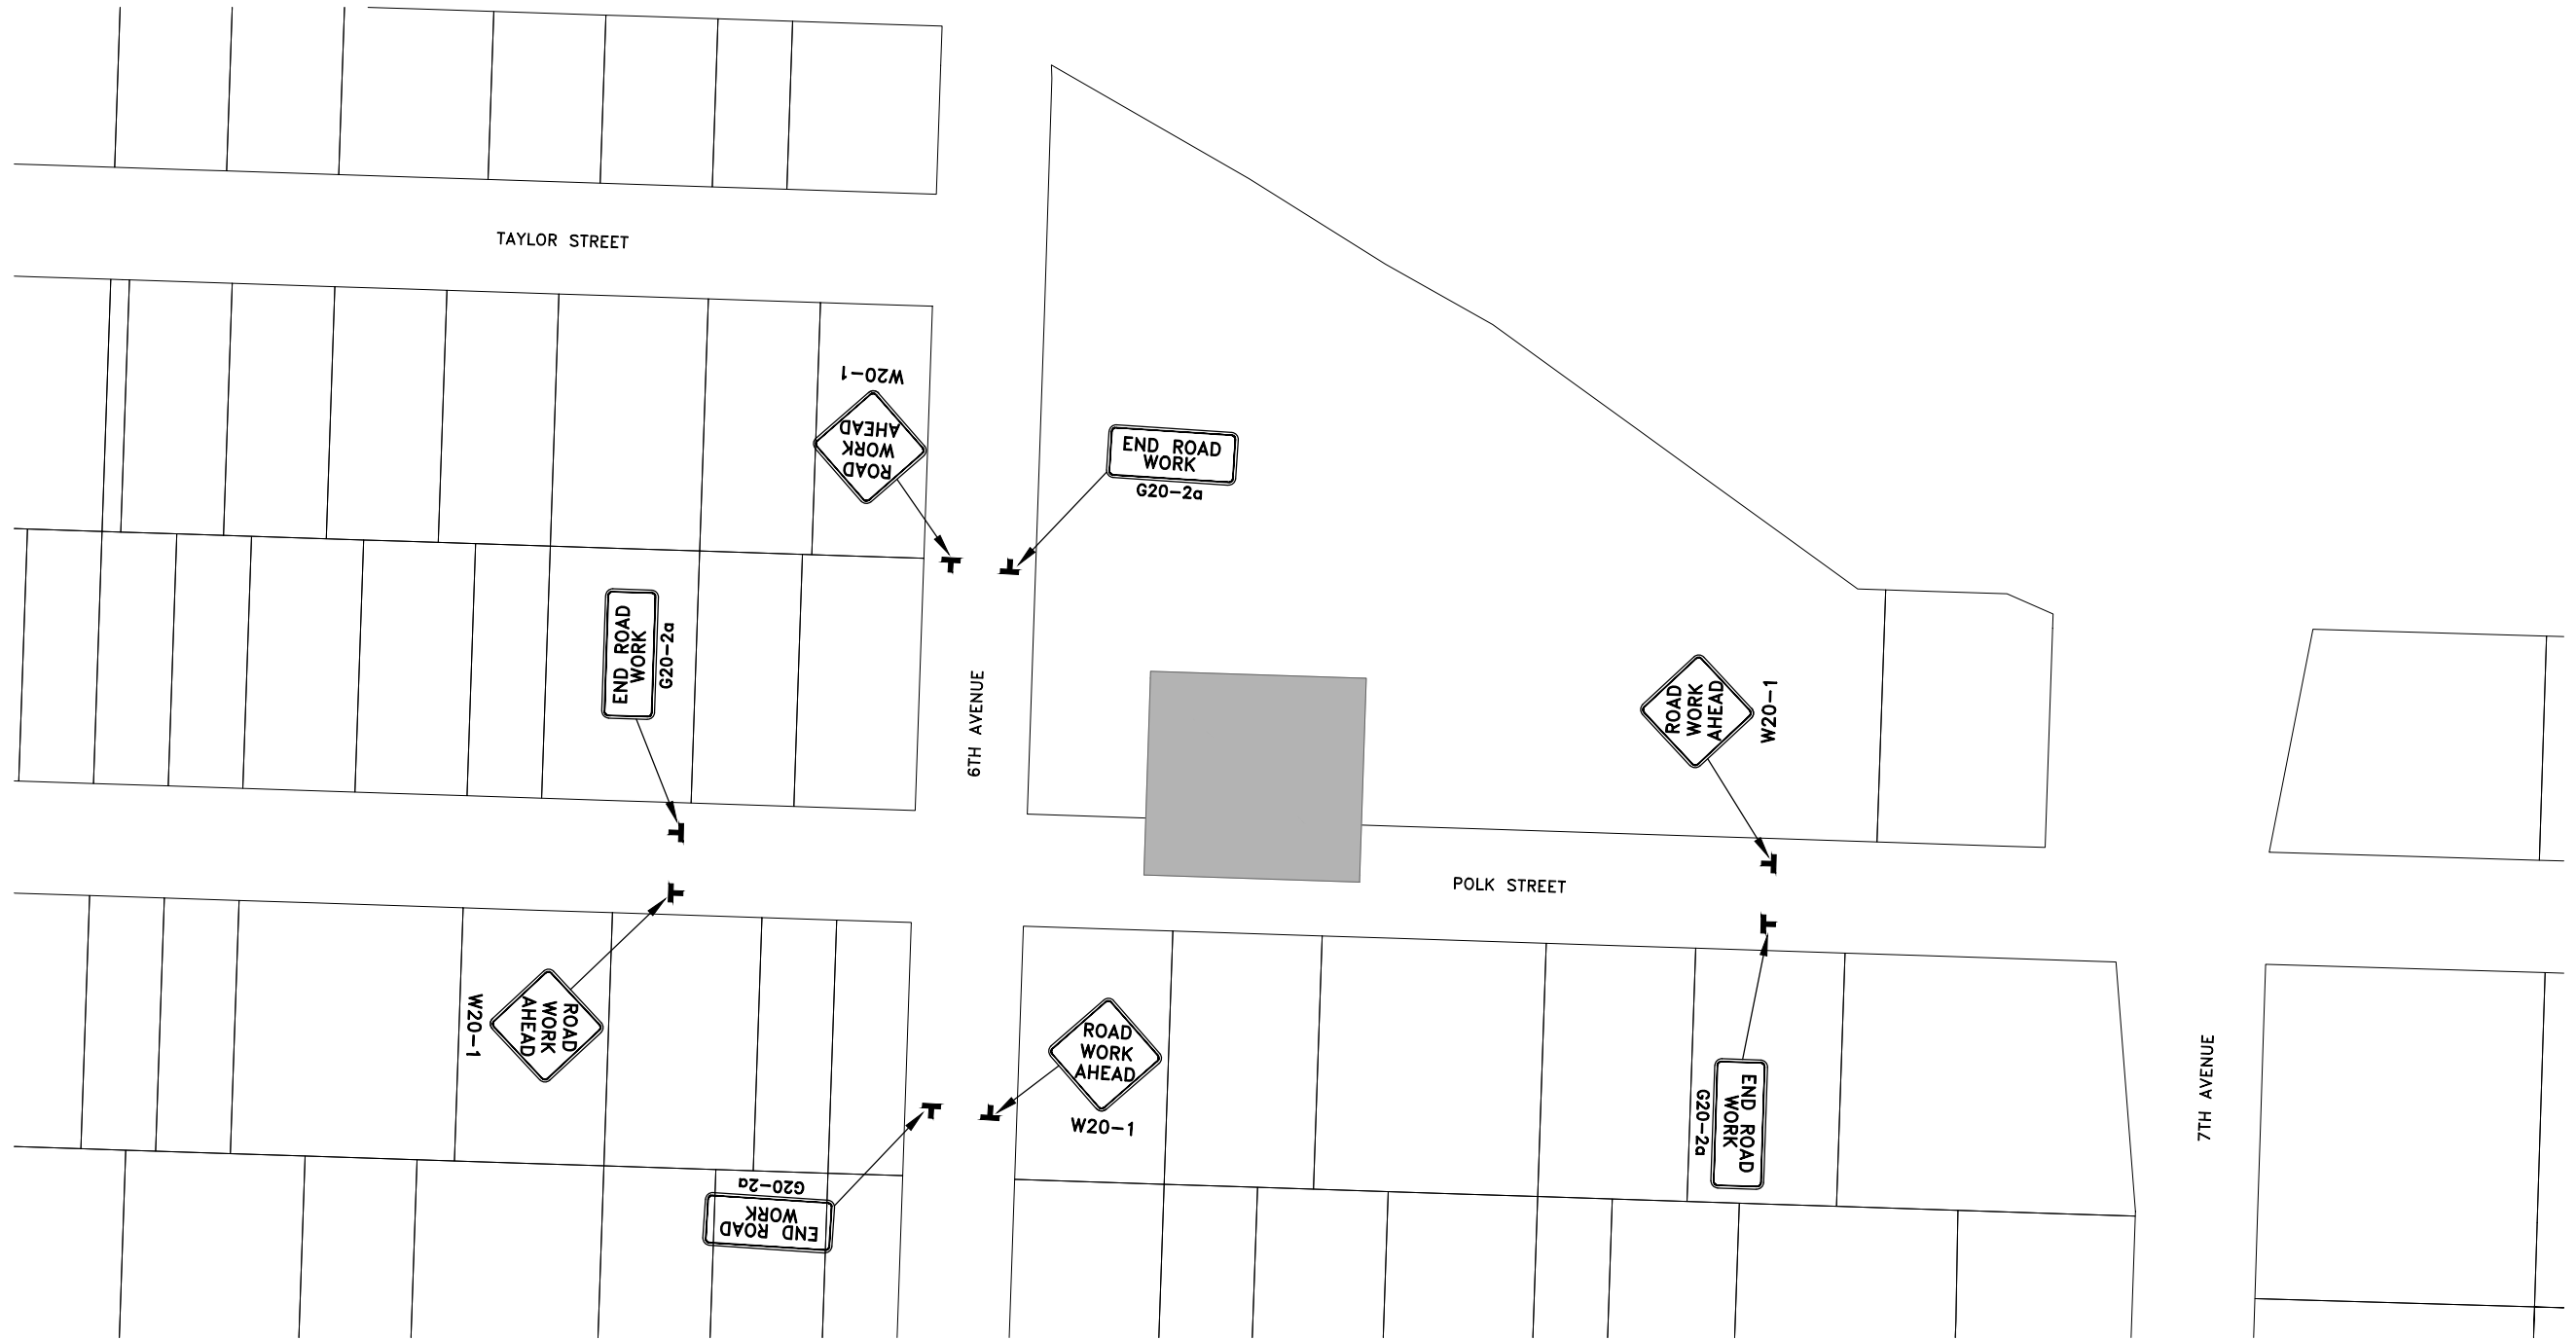 TAYLOR STREET
W20-1
ROAD
WORK
AHEAD
END ROAD
WORK
G20-2a
END ROAD
WORK
G20-2a
6TH AVENUE
ROAD
WORK
AHEAD
W20-1
POLK STREET
ROAD
WORK
AHEAD
W20-1
ROAD
WORK
AHEAD
W20-1
END ROAD
WORK
G20-2a
7TH AVENUE
END ROAD
WORK
G20-2a